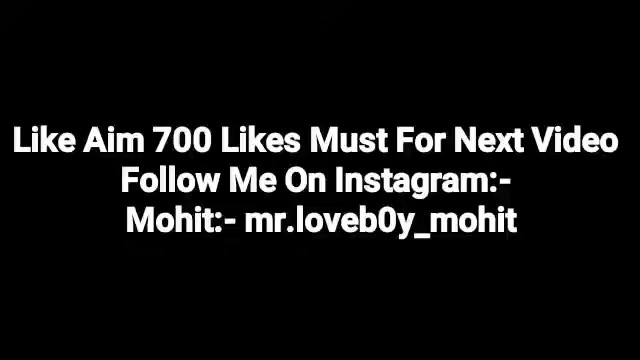 Like Aim 700 Likes Must For Next Video
Follow Me On Instagram:-
Mohit:- mr.loveb0y_mohit